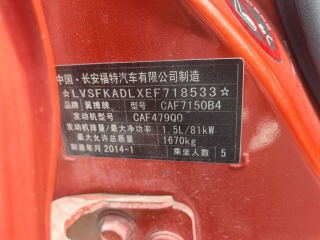 中国·长安福特汽车有限公司制造
☆LVSFKADLXEF718533☆
品牌 翼搏牌 型号 CAF7150B4
发动机型号 CAF479Q0
发动机排量/最大净功率 1.5L/81kW
最大允许总质量 1670kg
制造年月 2014-1 乘坐人数 5